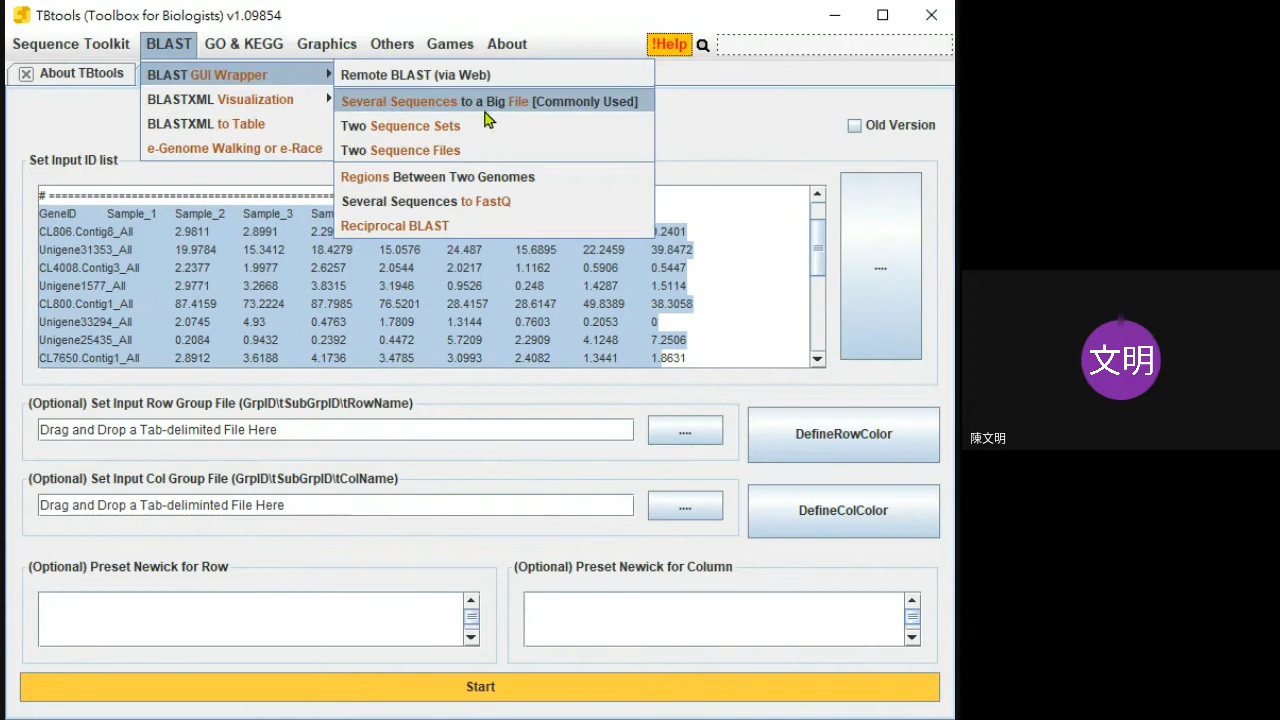 TBtools (Toolbox for Biologists) v1.09854
Sequence Toolkit BLAST GO & KEGG Graphics Others Games About !Help
About TBtools
BLAST GUI Wrapper
BLASTXML Visualization
BLASTXML to Table
e-Genome Walking or e-Race
Remote BLAST (via Web)
Several Sequences to a Big File [Commonly Used]
Two Sequence Sets
Two Sequence Files
Regions Between Two Genomes
Several Sequences to FastQ
Reciprocal BLAST
Old Version
Set Input ID list
# ==============================================
GeneID Sample_1 Sample_2 Sample_3 Sam
CL806.Contig8_All 2.9811 2.8991 2.29 0.2401
Unigene31353_All 19.9784 15.3412 18.4279 15.0576 24.487 15.6895 22.2459 39.8472
CL4008.Contig3_All 2.2377 1.9977 2.6257 2.0544 2.0217 1.1162 0.5906 0.5447
Unigene1577_All 2.9771 3.2668 3.8315 3.1946 0.9526 0.248 1.4287 1.5114
CL800.Contig1_All 87.4159 73.2224 87.7985 76.5201 28.4157 28.6147 49.8389 38.3058
Unigene33294_All 2.0745 4.93 0.4763 1.7809 1.3144 0.7603 0.2053 0
Unigene25435_All 0.2084 0.9432 0.2392 0.4472 5.7209 2.2909 4.1248 7.2506
CL7650.Contig1_All 2.8912 3.6188 4.1736 3.4785 3.0993 2.4082 1.3441 1.8631
....
(Optional) Set Input Row Group File (GrpID\tSubGrpID\tRowName)
Drag and Drop a Tab-delimited File Here
....
DefineRowColor
(Optional) Set Input Col Group File (GrpID\tSubGrpID\tColName)
Drag and Drop a Tab-deliminted File Here
....
DefineColColor
(Optional) Preset Newick for Row
(Optional) Preset Newick for Column
Start
文明
陳文明